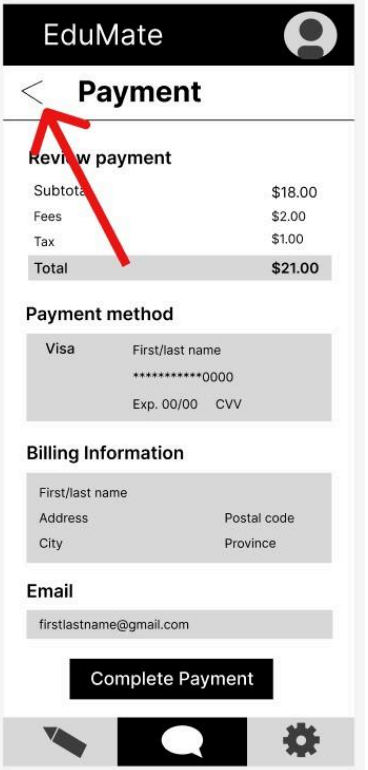 EduMate
< Payment
Review payment
Subtotal $18.00
Fees $2.00
Tax $1.00
Total $21.00
Payment method
Visa First/last name
***********0000
Exp. 00/00 CVV
Billing Information
First/last name
Address Postal code
City Province
Email
firstlastname@gmail.com
Complete Payment